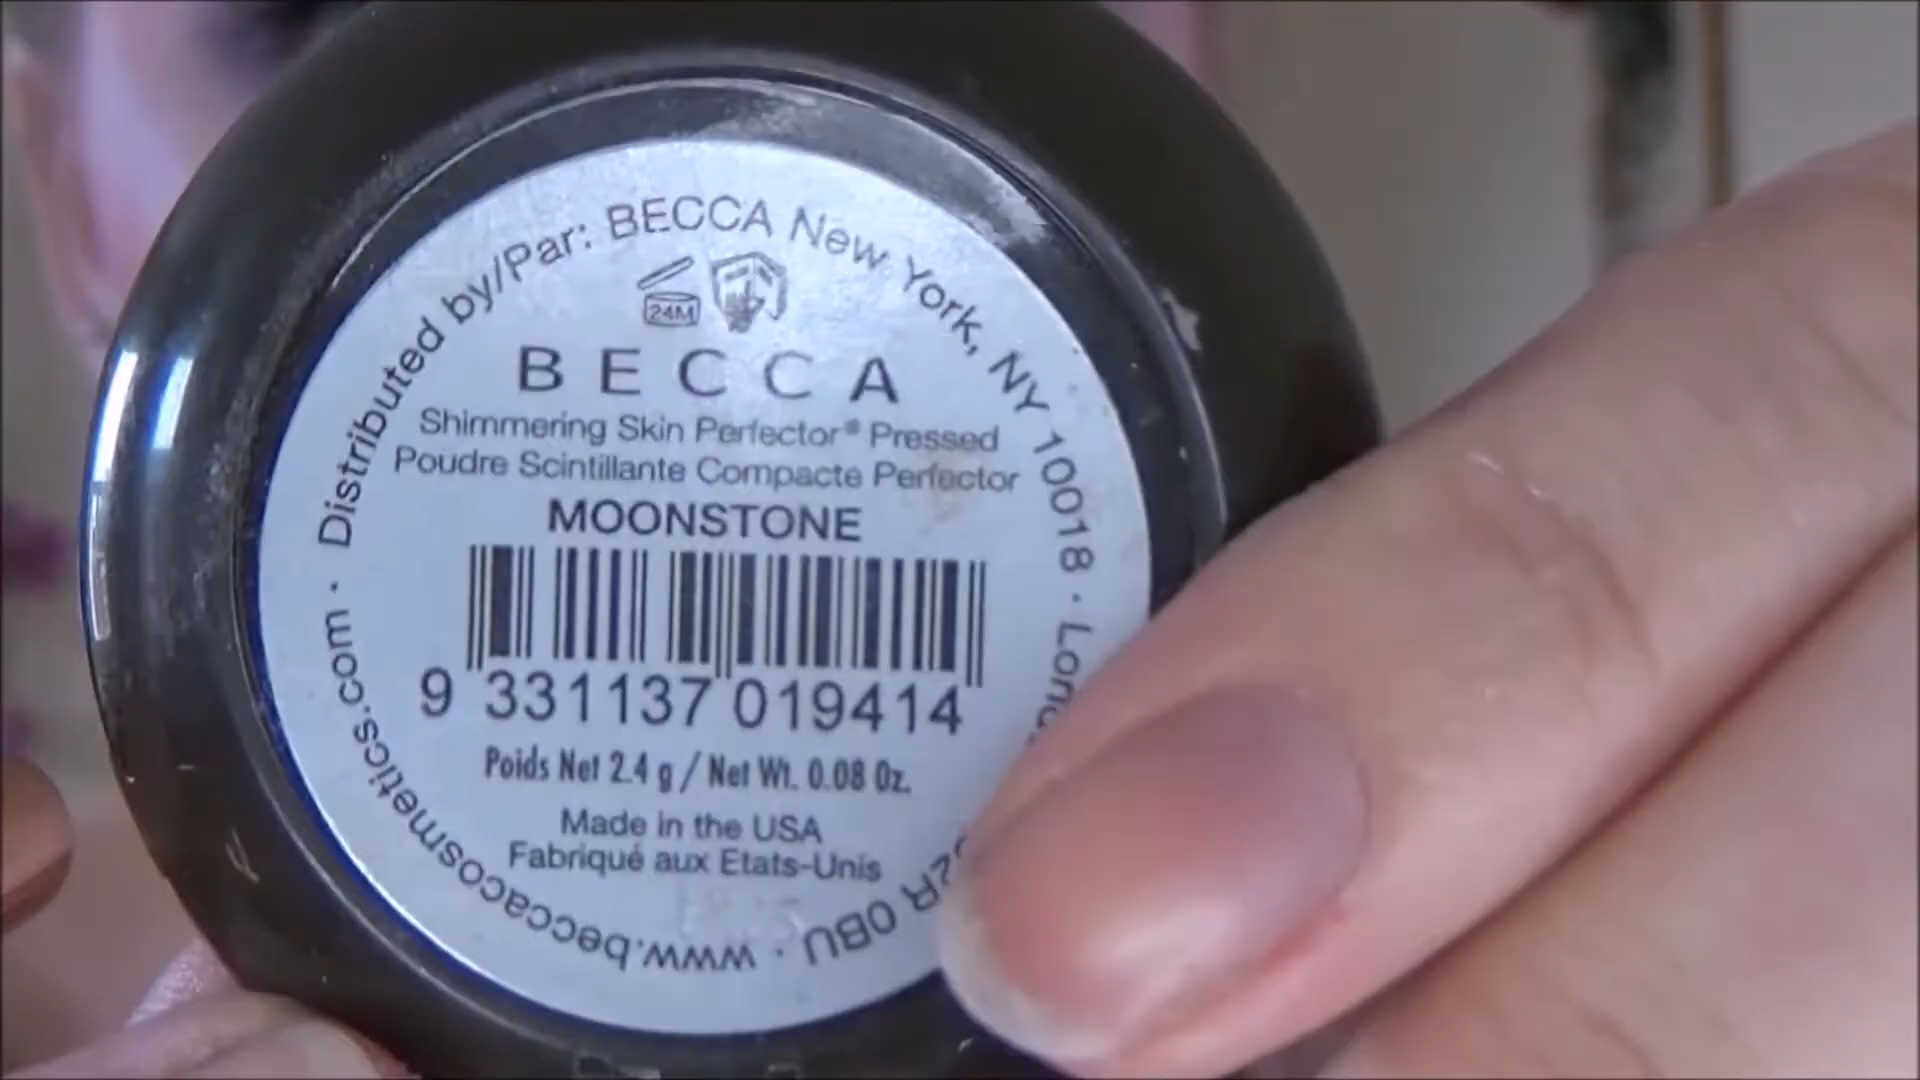 Distributed by/Par: BECCA New York, NY 10018 · 
2R 0BU · www.beccacosmetics.com ·
24M
BECCA
Shimmering Skin Perfector® Pressed
Poudre Scintillante Compacte Perfector
MOONSTONE
9 331137 019414
Poids Net 2.4 g / Net Wt. 0.08 Oz.
Made in the USA
Fabriqué aux Etats-Unis